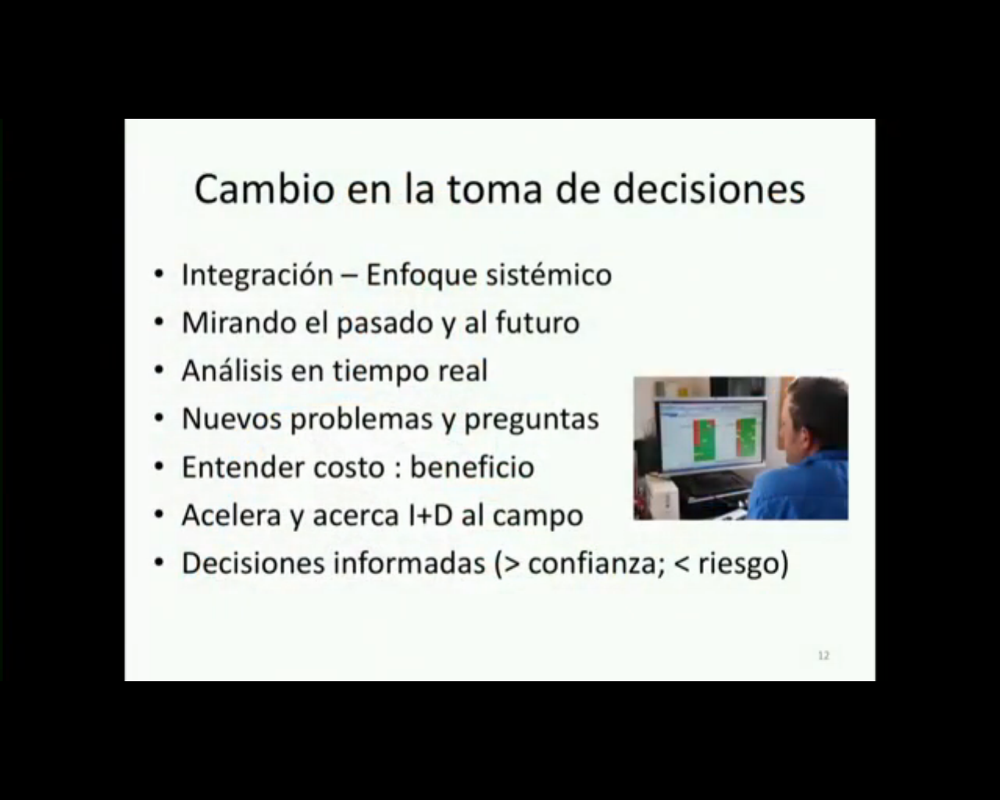 Cambio en la toma de decisiones
• Integración – Enfoque sistémico
• Mirando el pasado y al futuro
• Análisis en tiempo real
• Nuevos problemas y preguntas
• Entender costo : beneficio
• Acelera y acerca I+D al campo
• Decisiones informadas (> confianza; < riesgo)
12